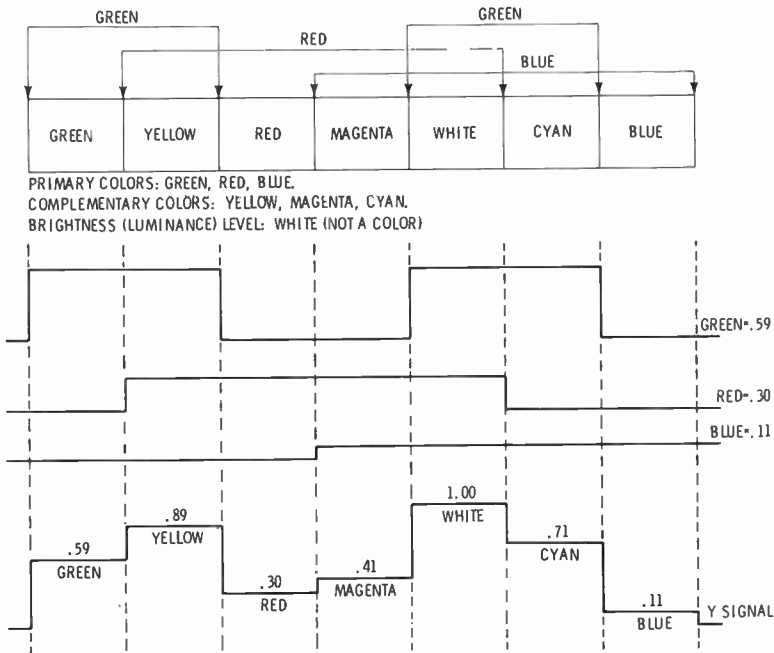 GREEN
GREEN
RED
BLUE
GREEN YELLOW RED MAGENTA WHITE CYAN BLUE
PRIMARY COLORS: GREEN, RED, BLUE.
COMPLEMENTARY COLORS: YELLOW, MAGENTA, CYAN.
BRIGHTNESS (LUMINANCE) LEVEL: WHITE (NOT A COLOR)
GREEN=.59
RED=.30
BLUE=.11
1.00
WHITE
.89
YELLOW
.71
CYAN
.59
GREEN
.41
MAGENTA
.30
RED
.11
BLUE
Y SIGNAL